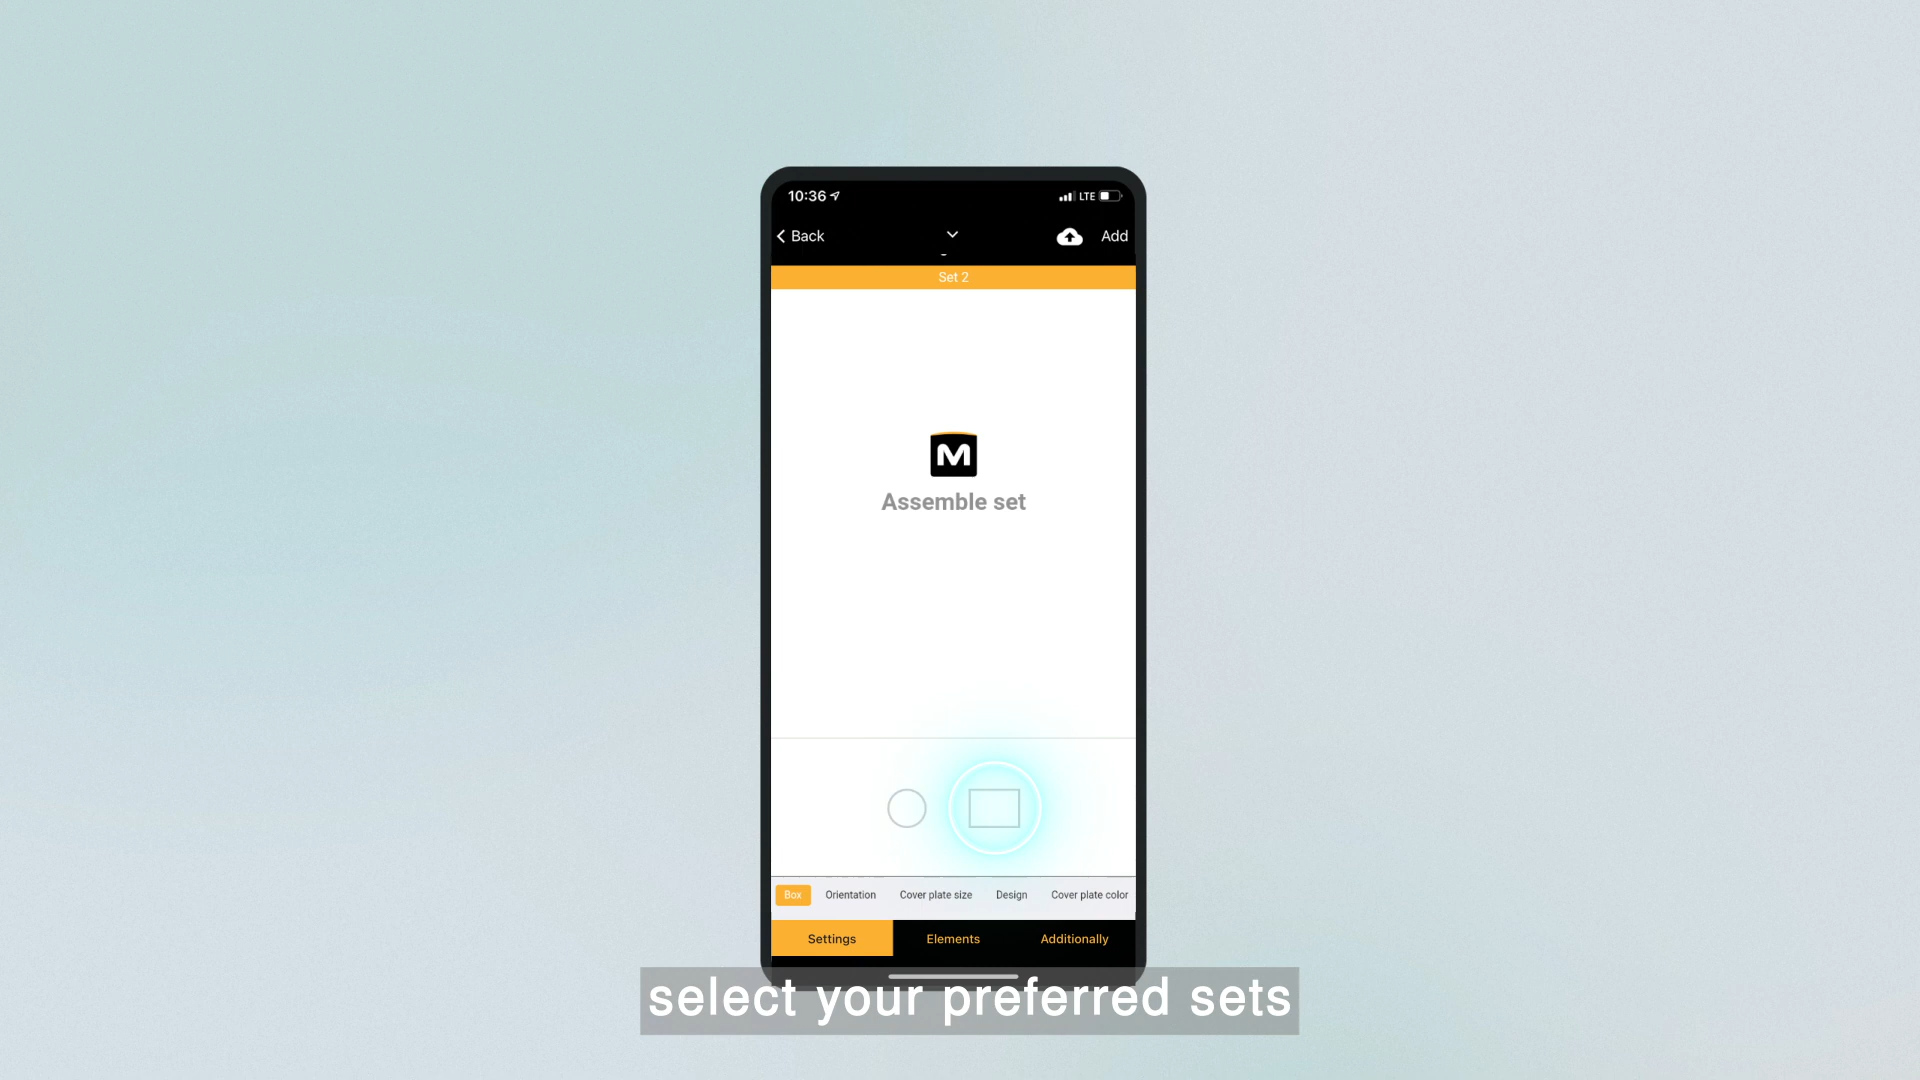 10:36 LTE
Back Add
Set 2
M
Assemble set
Box Orientation Cover plate size Design Cover plate color
Settings Elements Additionally
select your preferred sets